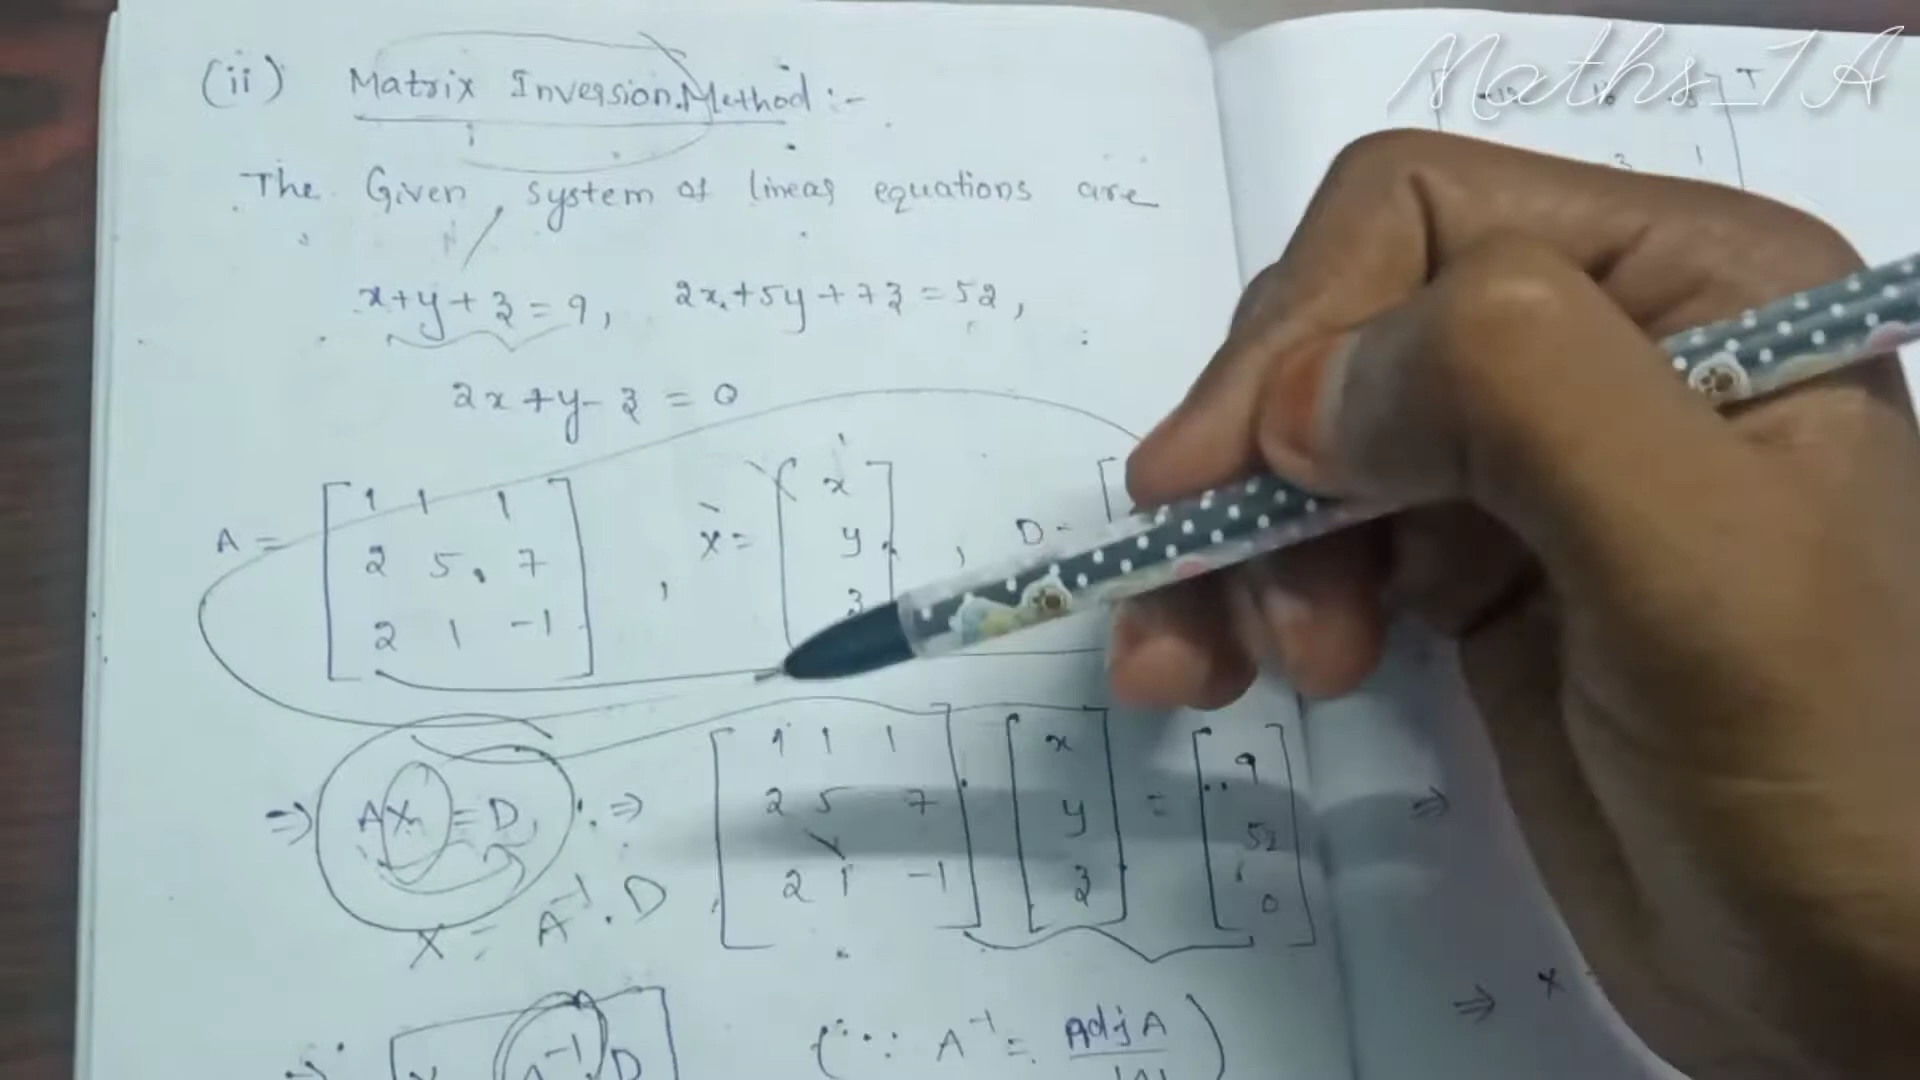 Maths_1A
(ii) Matrix Inversion Method :-
The Given system of linear equations are
x+y+z = 9, 2x+5y+7z = 52,
2x+y-z = 0
A = [1 1 1
2 5 7
2 1 -1], X = [x
y
z], D = [
⇒ AX = D ⇒ [1 1 1
2 5 7
2 1 -1] [x
y
z] = [9
52
0]
X = A⁻¹. D
⇒ A⁻¹ D (∵ A⁻¹ = Adj A
T
1
⇒
⇒ x